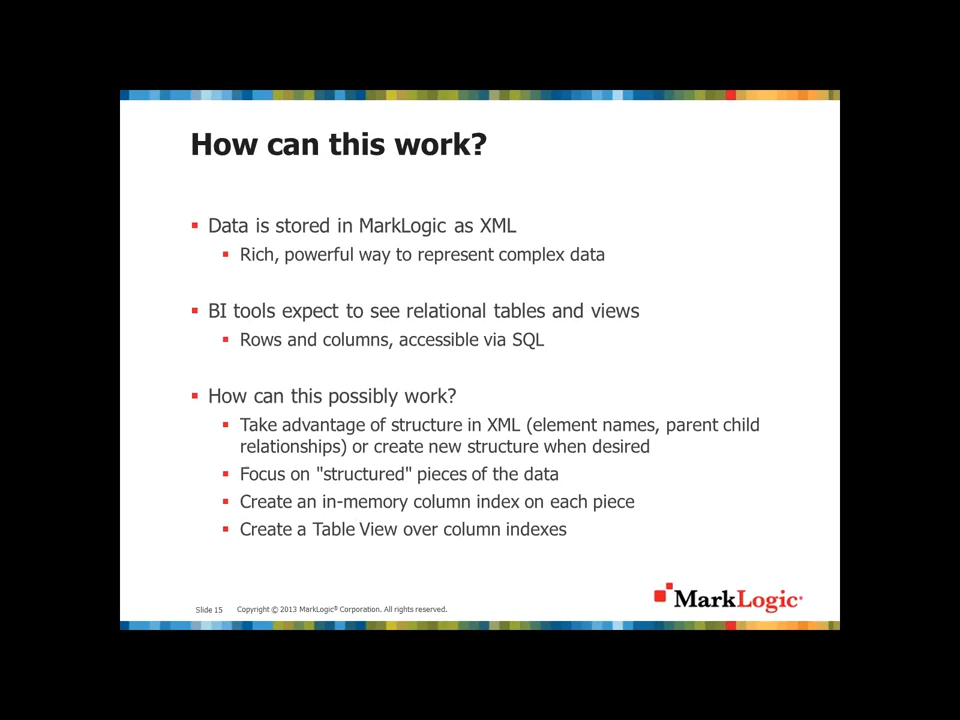 How can this work?
▪ Data is stored in MarkLogic as XML
▪ Rich, powerful way to represent complex data
▪ BI tools expect to see relational tables and views
▪ Rows and columns, accessible via SQL
▪ How can this possibly work?
▪ Take advantage of structure in XML (element names, parent child
relationships) or create new structure when desired
▪ Focus on "structured" pieces of the data
▪ Create an in-memory column index on each piece
▪ Create a Table View over column indexes
Slide 15 Copyright © 2013 MarkLogic® Corporation. All rights reserved.
MarkLogic